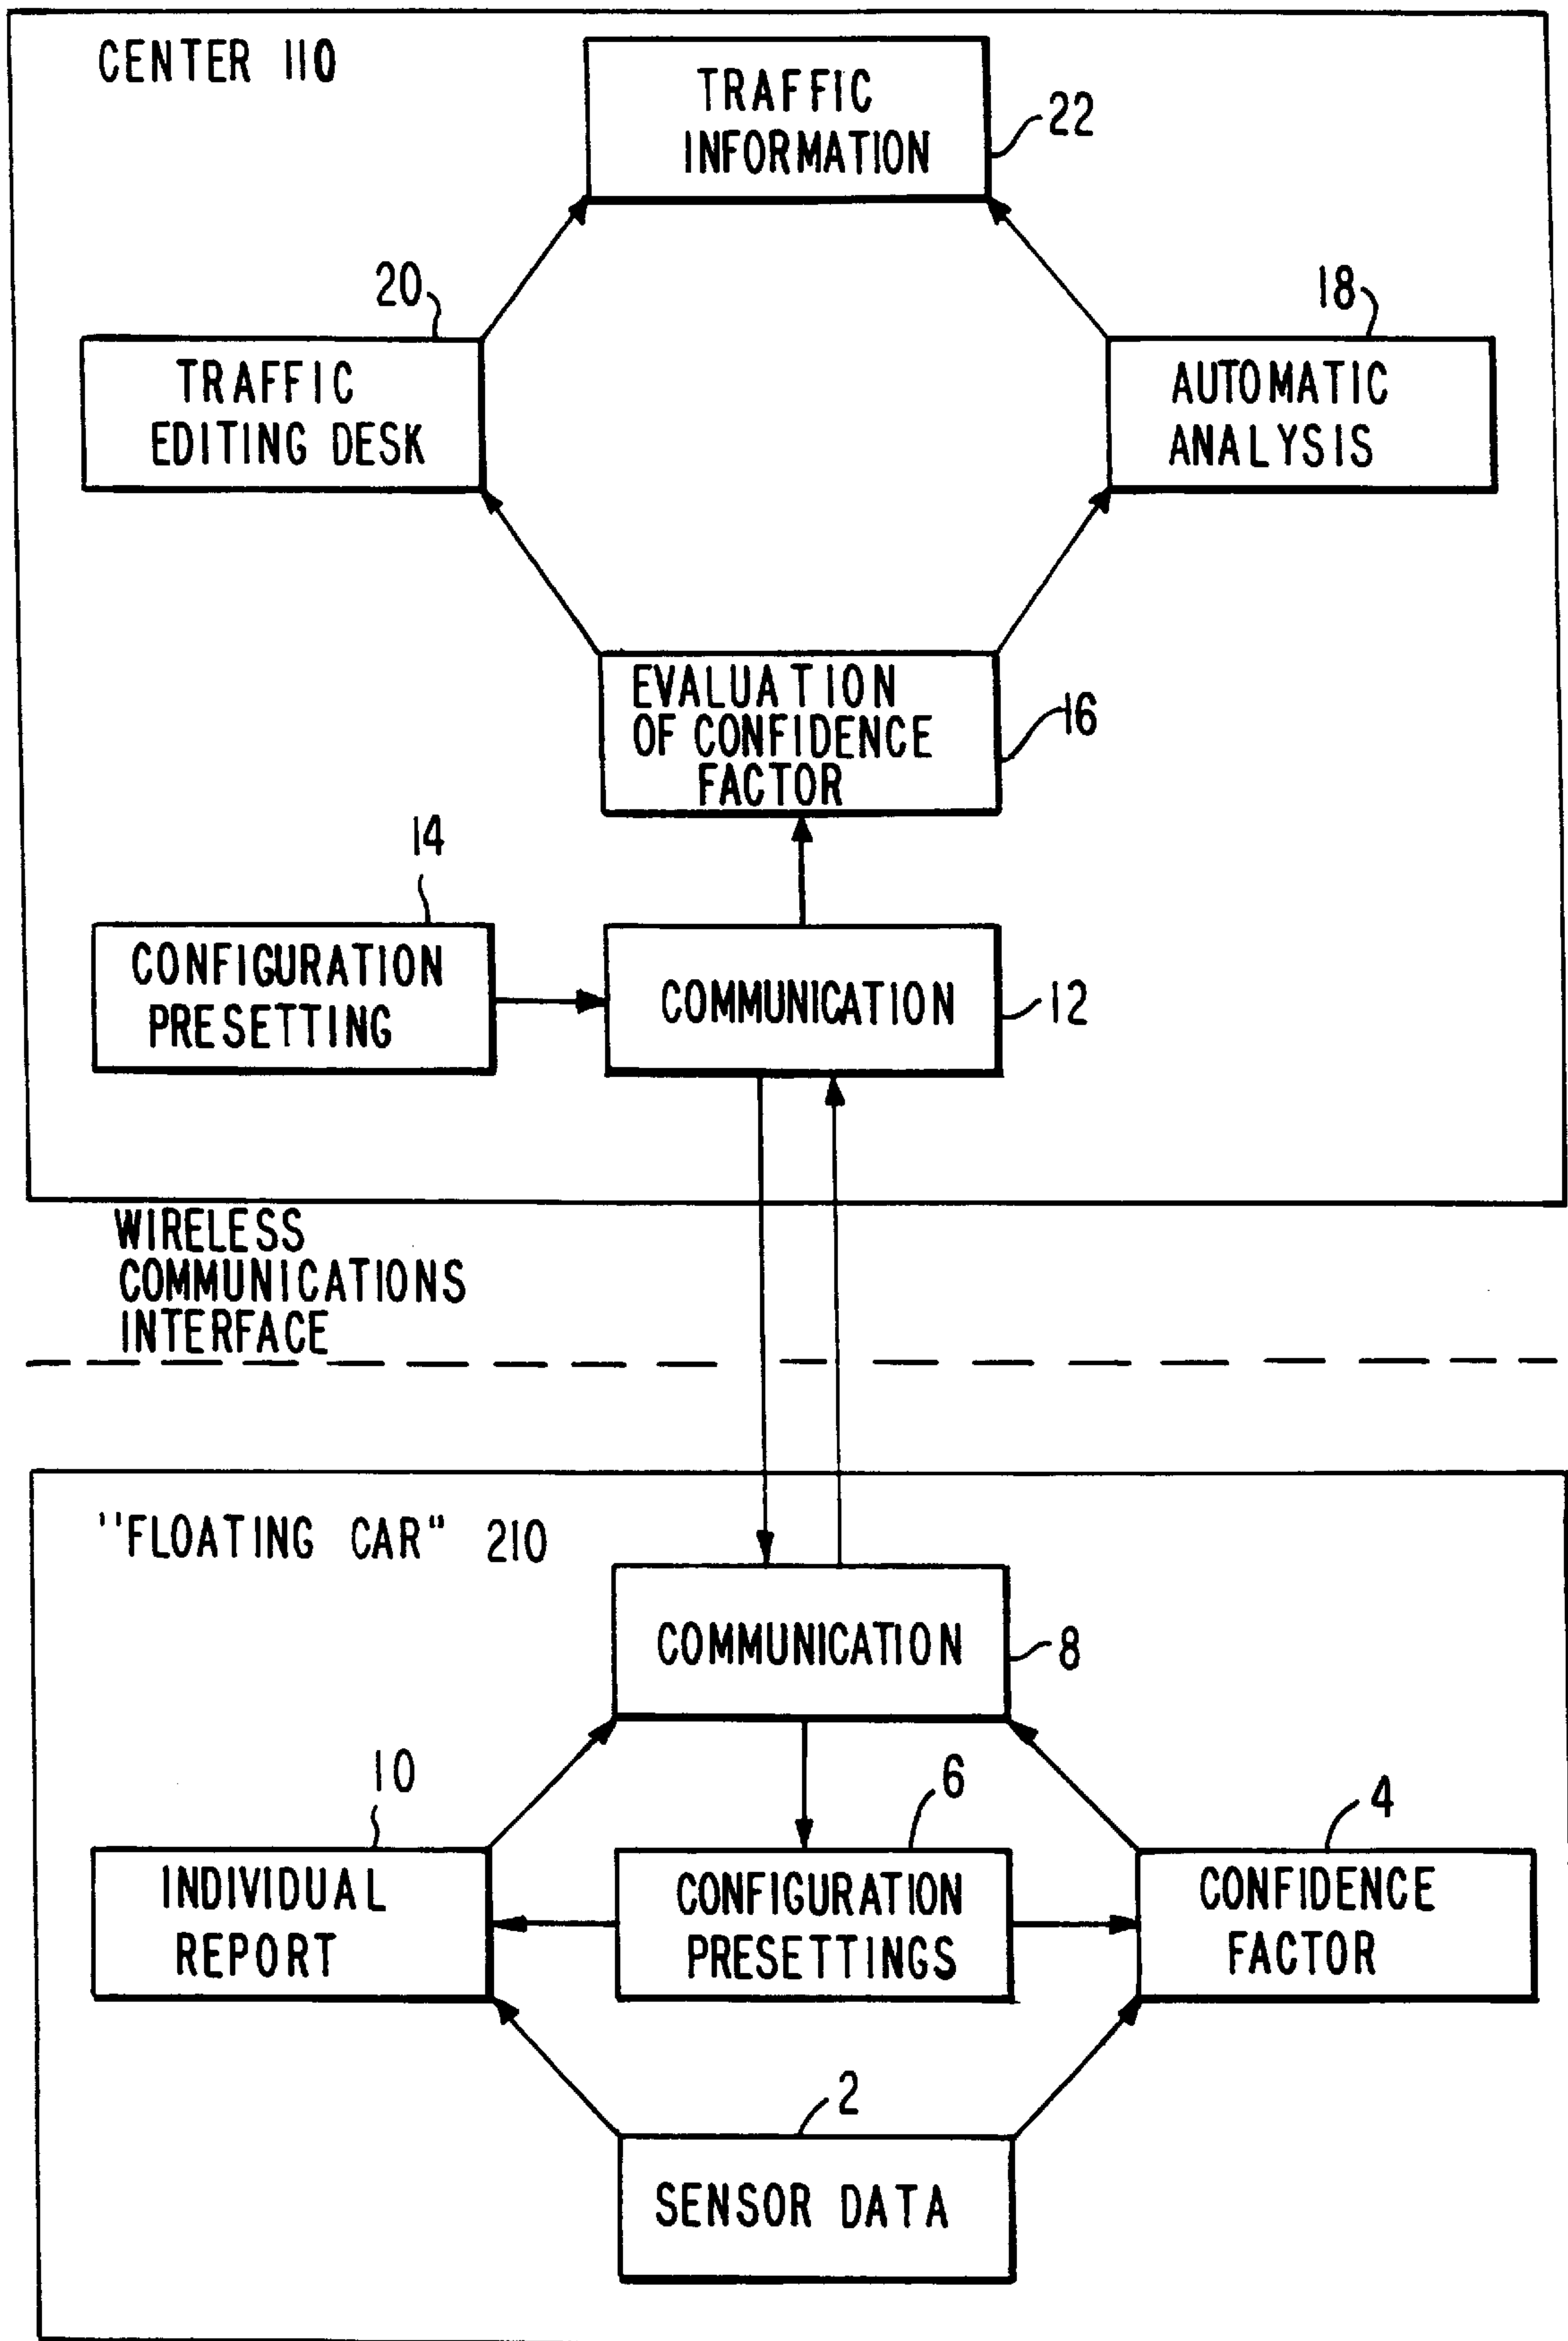 CENTER 110
TRAFFIC
INFORMATION
22
20
18
TRAFFIC
EDITING DESK
AUTOMATIC
ANALYSIS
EVALUATION
OF CONFIDENCE
FACTOR
16
14
CONFIGURATION
PRESETTING
COMMUNICATION
12
WIRELESS
COMMUNICATIONS
INTERFACE
"FLOATING CAR" 210
COMMUNICATION
8
10
6
4
INDIVIDUAL
REPORT
CONFIGURATION
PRESETTINGS
CONFIDENCE
FACTOR
2
SENSOR DATA